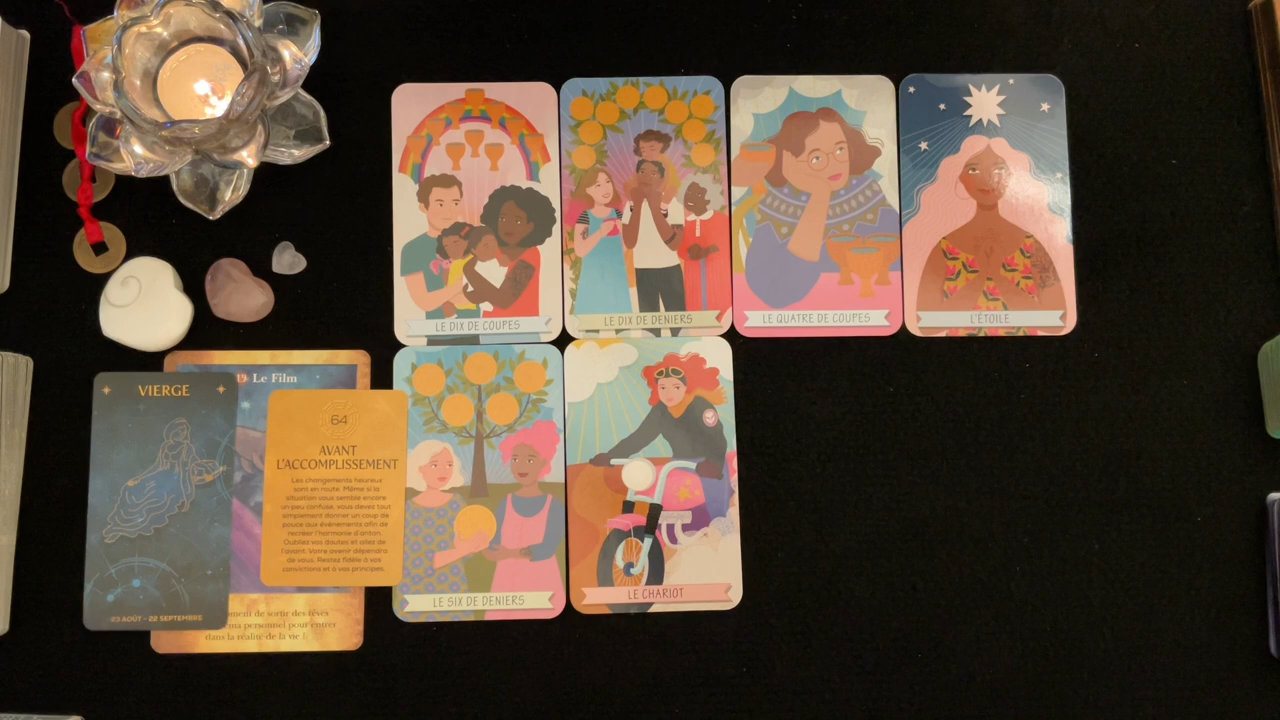 LE DIX DE COUPES
LE DIX DE DENIERS
LE QUATRE DE COUPES
L'ÉTOILE
VIERGE
23 AOÛT - 22 SEPTEMBRE
19 Le Film
de sortir des rêves
personnel pour entrer
dans la réalité de la vie !
64
AVANT
L'ACCOMPLISSEMENT
Les changements heureux
sont en route. Même si la
situation vous semble encore
un peu confuse, vous devez tout
simplement donner un coup de
pouce aux événements afin de
recréer l'harmonie d'antan.
Oubliez vos doutes et allez de
l'avant. Votre avenir dépendra
de vous. Restez fidèle à vos
convictions et à vos principes.
LE SIX DE DENIERS
LE CHARIOT